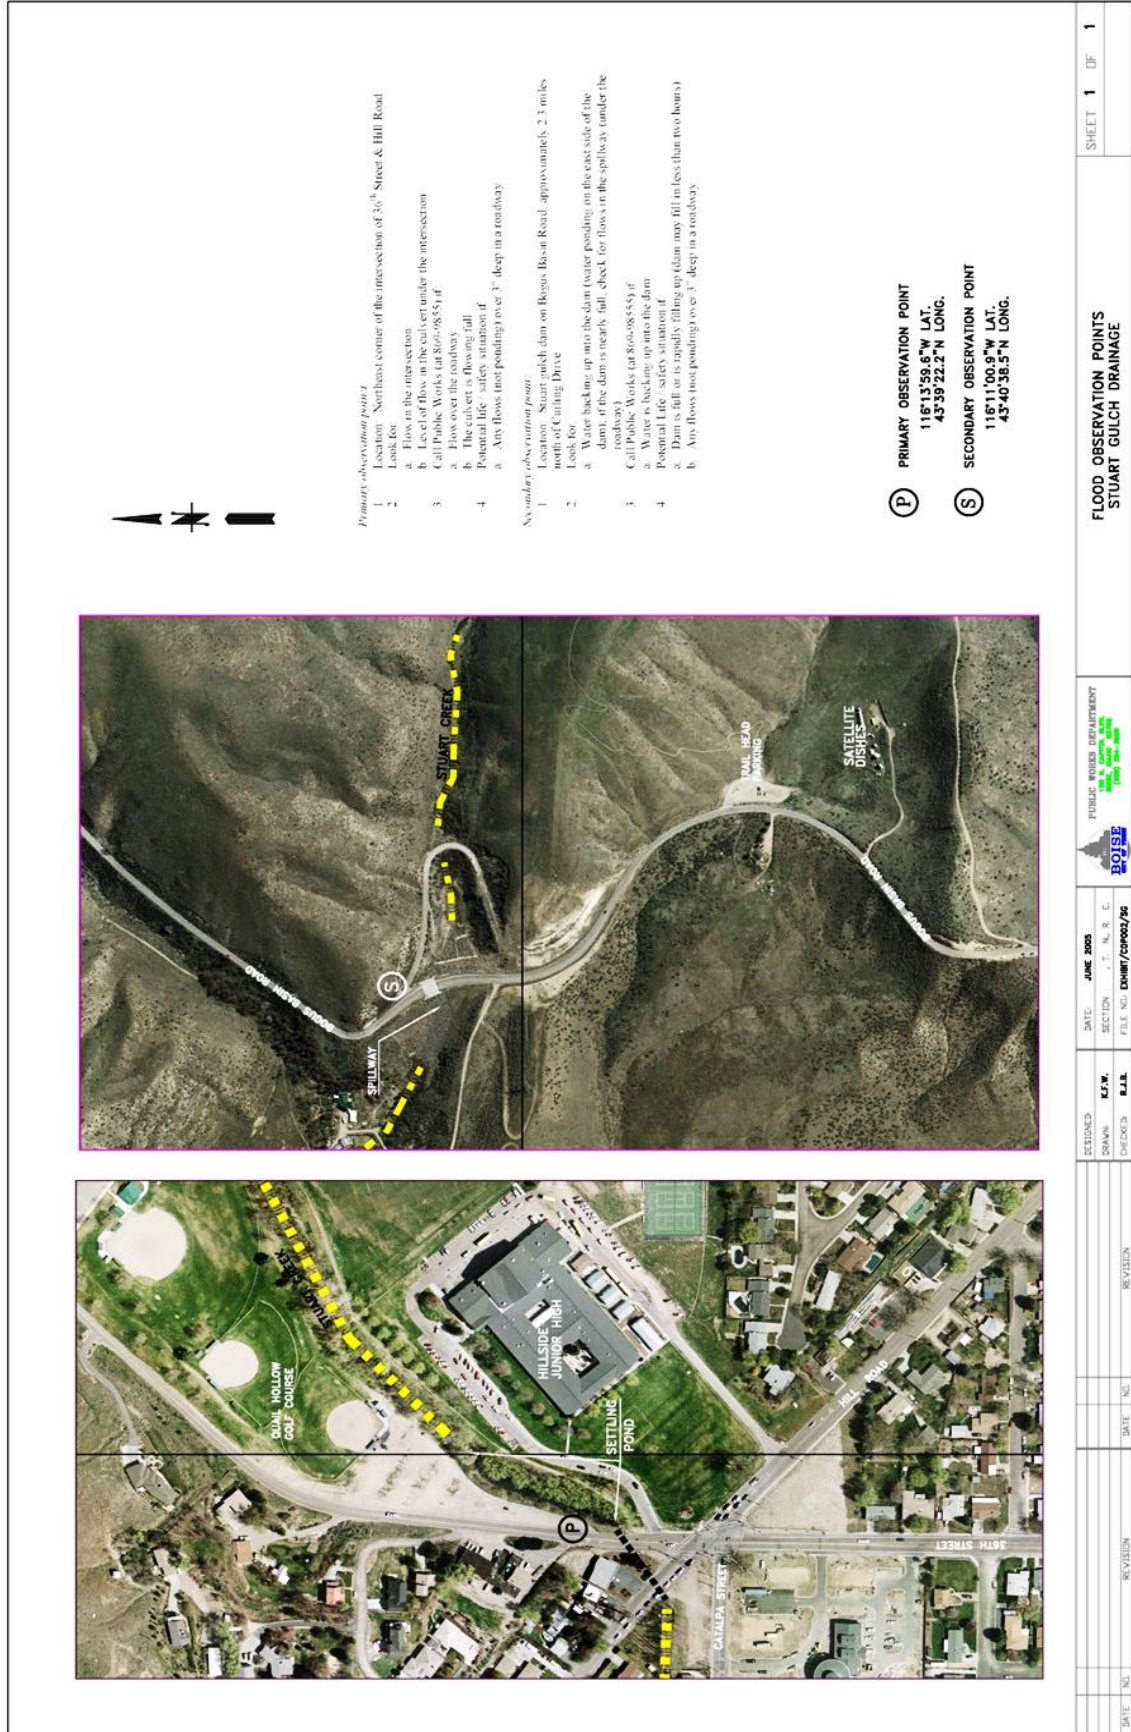 Primary observation point:
1. Location: Northeast corner of the intersection of 36th Street & Hill Road
2. Look for:
a. Flow in the intersection
b. Level of flow in the culvert under the intersection
3. Call Public Works (at 869-9855) if
a. Flow over the roadway
b. The culvert is flowing full
4. Potential life / safety situation if
a. Any flows (not ponding) over 3" deep in a roadway
Secondary observation point:
1. Location: Stuart gulch dam on Bogus Basin Road, approximately 2.3 miles
north of Curling Drive
2. Look for:
a. Water backing up into the dam (water ponding on the east side of the
dam), if the dam is nearly full, check for flows in the spillway (under the
roadway)
3. Call Public Works (at 869-9855) if
a. Water is backing up into the dam
4. Potential Life / safety situation if
a. Dam is full or is rapidly filling up (dam may fill in less than two hours)
b. Any flows (not ponding) over 3" deep in a roadway
P PRIMARY OBSERVATION POINT
116°13'59.6"W LAT.
43°39'22.2"N LONG.
S SECONDARY OBSERVATION POINT
116°11'00.9"W LAT.
43°40'38.5"N LONG.
N
STUART CREEK
BOGUS BASIN ROAD
S
SPILLWAY
TRAIL HEAD
PARKING
SATELLITE
DISHES
BOGUS BASIN ROAD
STUART CREEK
QUAIL HOLLOW
GOLF COURSE
HILLSIDE
JUNIOR HIGH
SETTLING
POND
P
HILL ROAD
36TH STREET
CATALPA STREET
DATE NO. REVISION
DATE NO. REVISION
DESIGNED:
DRAWN: K.F.W.
CHECKED: R.J.B.
DATE: JUNE 2005
SECTION , T. N., R. E.
FILE NO: EXHIBIT/COP002/SG
BOISE
PUBLIC WORKS DEPARTMENT
FLOOD OBSERVATION POINTS
STUART GULCH DRAINAGE
SHEET 1 OF 1